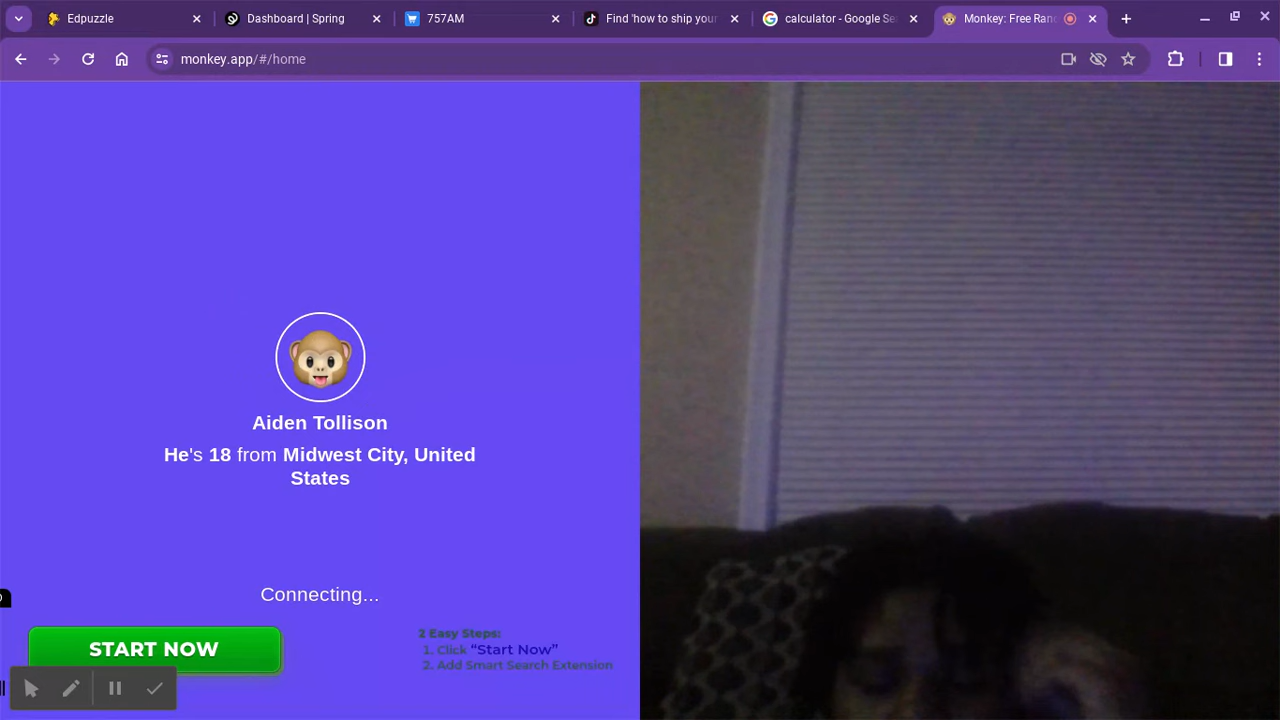 Edpuzzle
Dashboard | Spring
757AM
Find 'how to ship your
calculator - Google Sea
Monkey: Free Ran
monkey.app/#/home
Aiden Tollison
He's 18 from Midwest City, United
States
Connecting...
START NOW
2 Easy Steps:
1. Click “Start Now”
2. Add Smart Search Extension